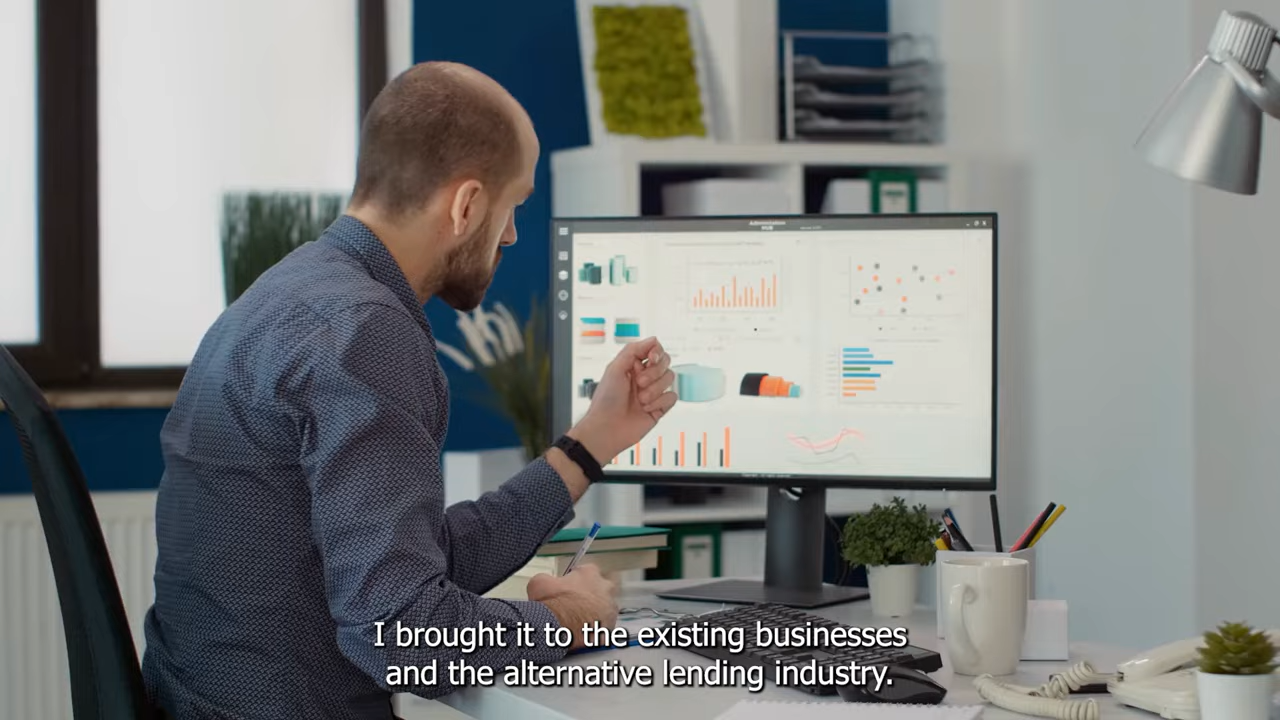 I brought it to the existing businesses
and the alternative lending industry.